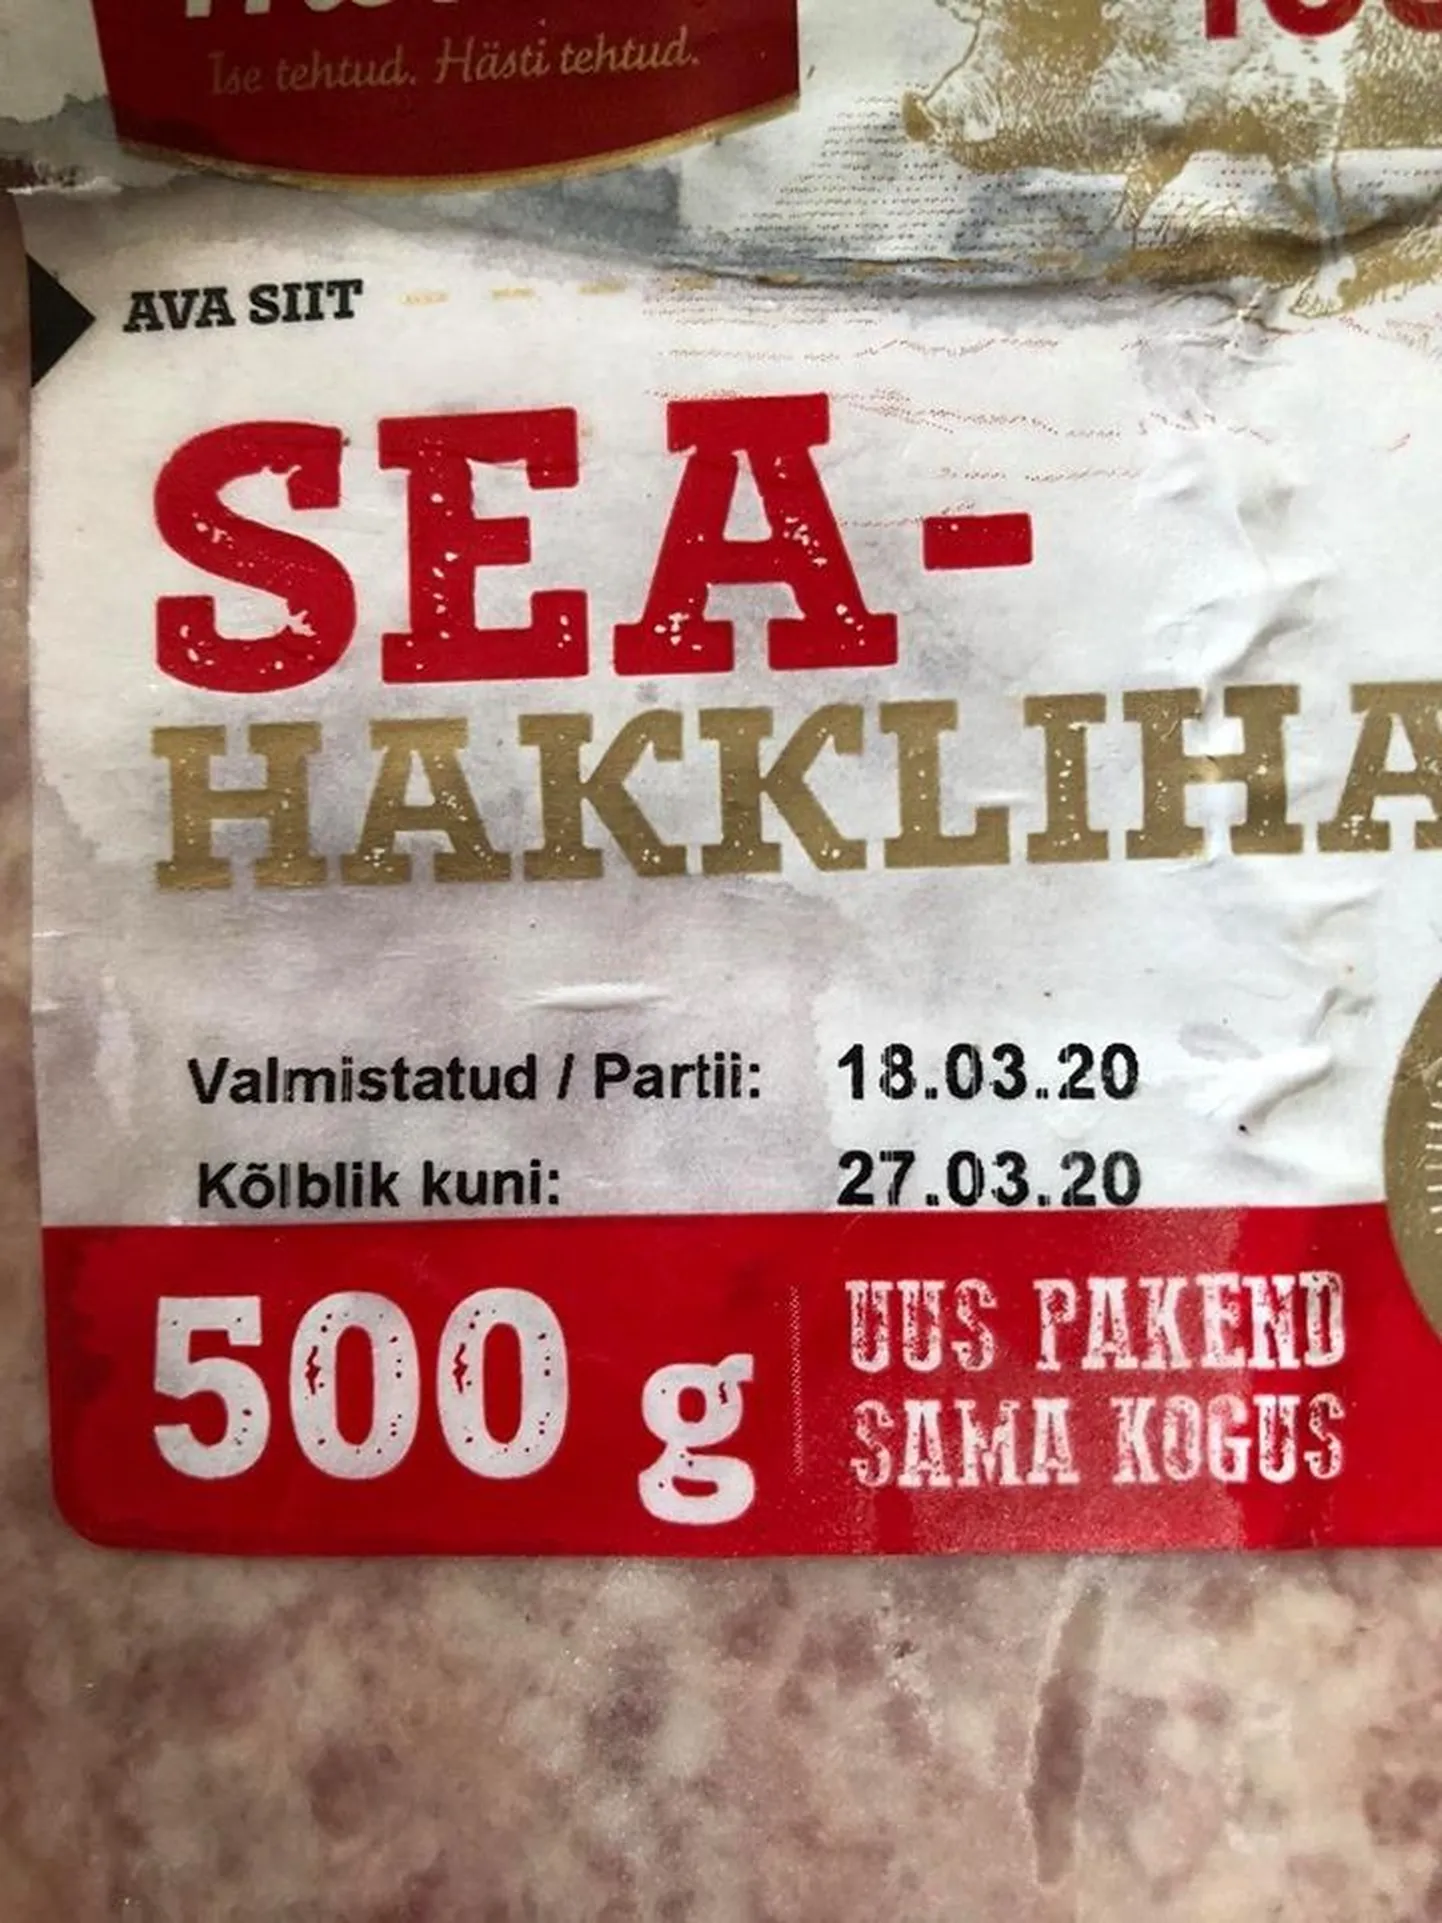 Ise tehtud. Hästi tehtud.
AVA SIIT
SEA-
HAKKLIHA
Valmistatud / Partii: 18.03.20
Kõlblik kuni: 27.03.20
500 g
UUS PAKEND
SAMA KOGUS